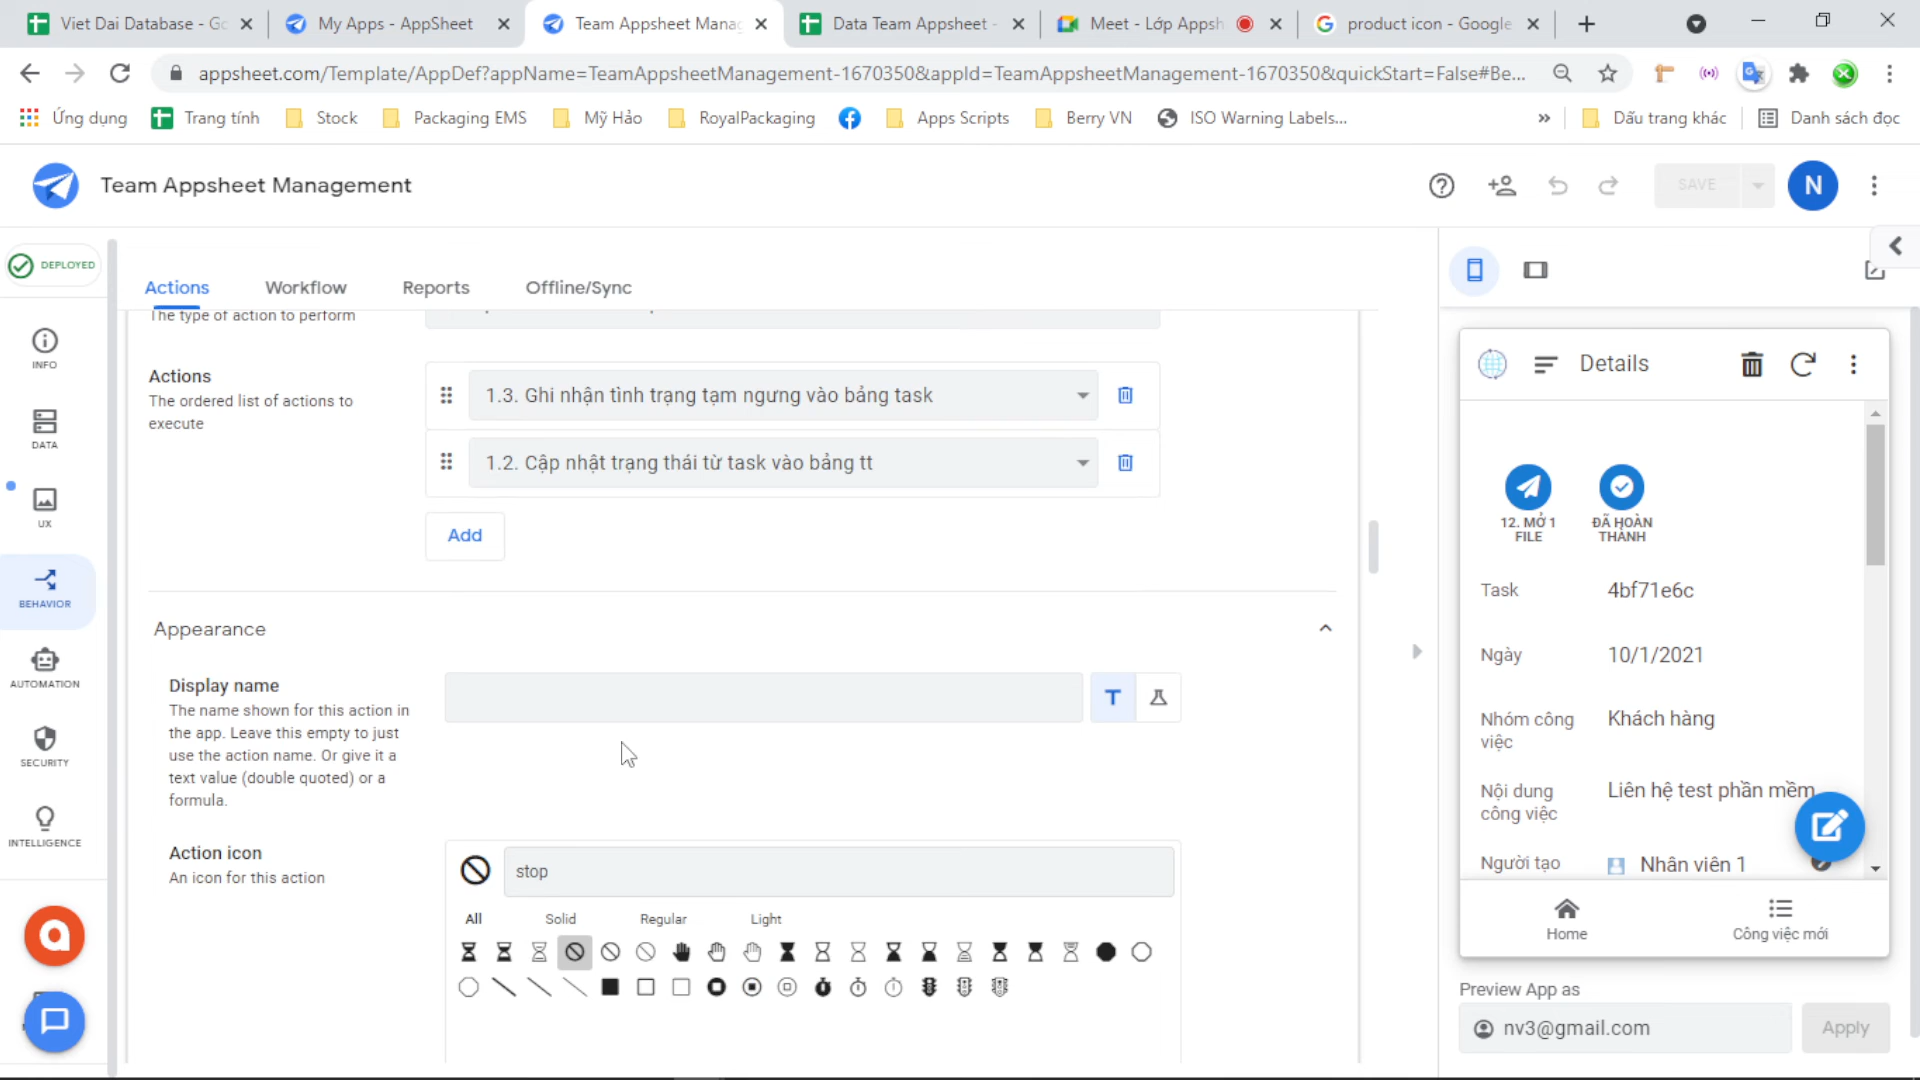 Viet Dai Database - Go
My Apps - AppSheet
Team Appsheet Manag
Data Team Appsheet -
Meet - Lớp Appsh
product icon - Google
appsheet.com/Template/AppDef?appName=TeamAppsheetManagement-1670350&appId=TeamAppsheetManagement-1670350&quickStart=False#Be...
Ứng dụng
Trang tính
Stock
Packaging EMS
Mỹ Hảo
RoyalPackaging
Apps Scripts
Berry VN
ISO Warning Labels...
»
Dấu trang khác
Danh sách đọc
Team Appsheet Management
SAVE
N
DEPLOYED
INFO
DATA
UX
BEHAVIOR
AUTOMATION
SECURITY
INTELLIGENCE
Actions
Workflow
Reports
Offline/Sync
The type of action to perform
Actions
The ordered list of actions to
execute
1.3. Ghi nhận tình trạng tạm ngưng vào bảng task
1.2. Cập nhật trạng thái từ task vào bảng tt
Add
Appearance
Display name
The name shown for this action in
the app. Leave this empty to just
use the action name. Or give it a
text value (double quoted) or a
formula.
T
Action icon
An icon for this action
stop
All
Solid
Regular
Light
Details
12. MỞ 1
FILE
ĐÃ HOÀN
THÀNH
Task
4bf71e6c
Ngày
10/1/2021
Nhóm công
việc
Khách hàng
Nội dung
công việc
Liên hệ test phần mềm
Người tạo
Nhân viên 1
Home
Công việc mới
Preview App as
nv3@gmail.com
Apply